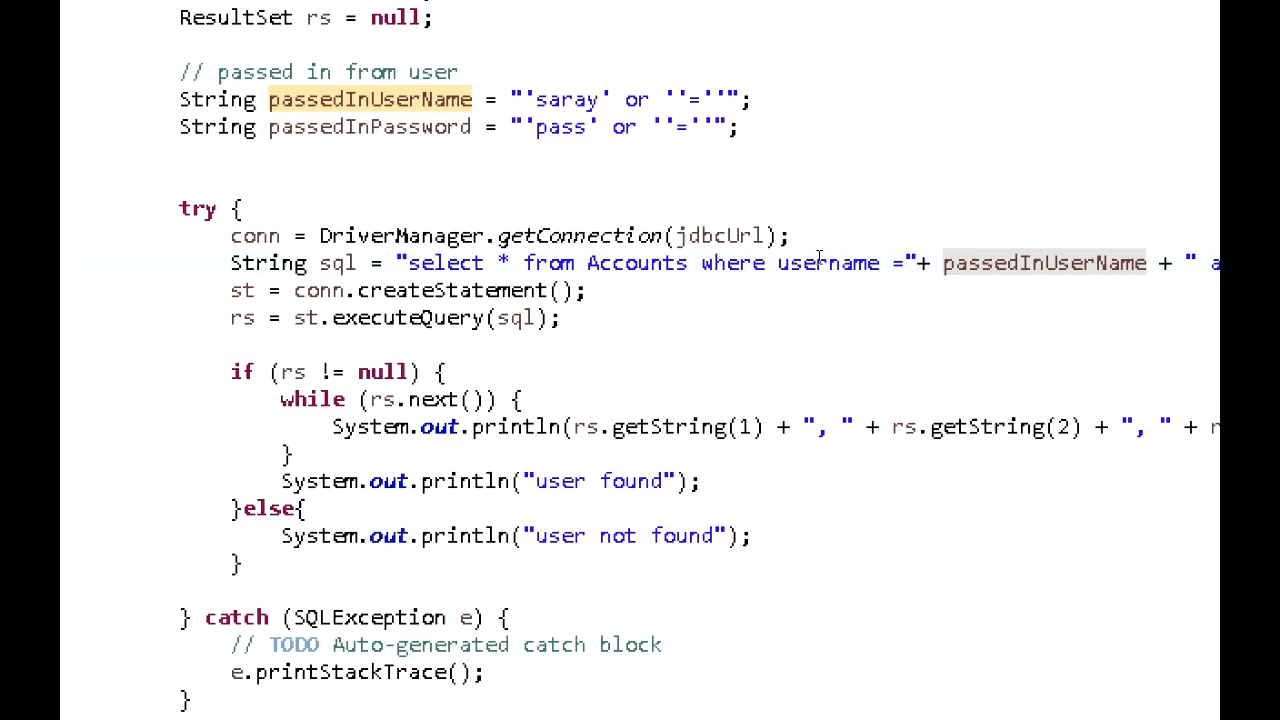 ResultSet rs = null;
// passed in from user
String passedInUserName = "'saray' or ''=''";
String passedInPassword = "'pass' or ''=''";
try {
conn = DriverManager.getConnection(jdbcUrl);
String sql = "select * from Accounts where username ="+ passedInUserName + " a
st = conn.createStatement();
rs = st.executeQuery(sql);
if (rs != null) {
while (rs.next()) {
System.out.println(rs.getString(1) + ", " + rs.getString(2) + ", " + r
}
System.out.println("user found");
}else{
System.out.println("user not found");
}
} catch (SQLException e) {
// TODO Auto-generated catch block
e.printStackTrace();
}